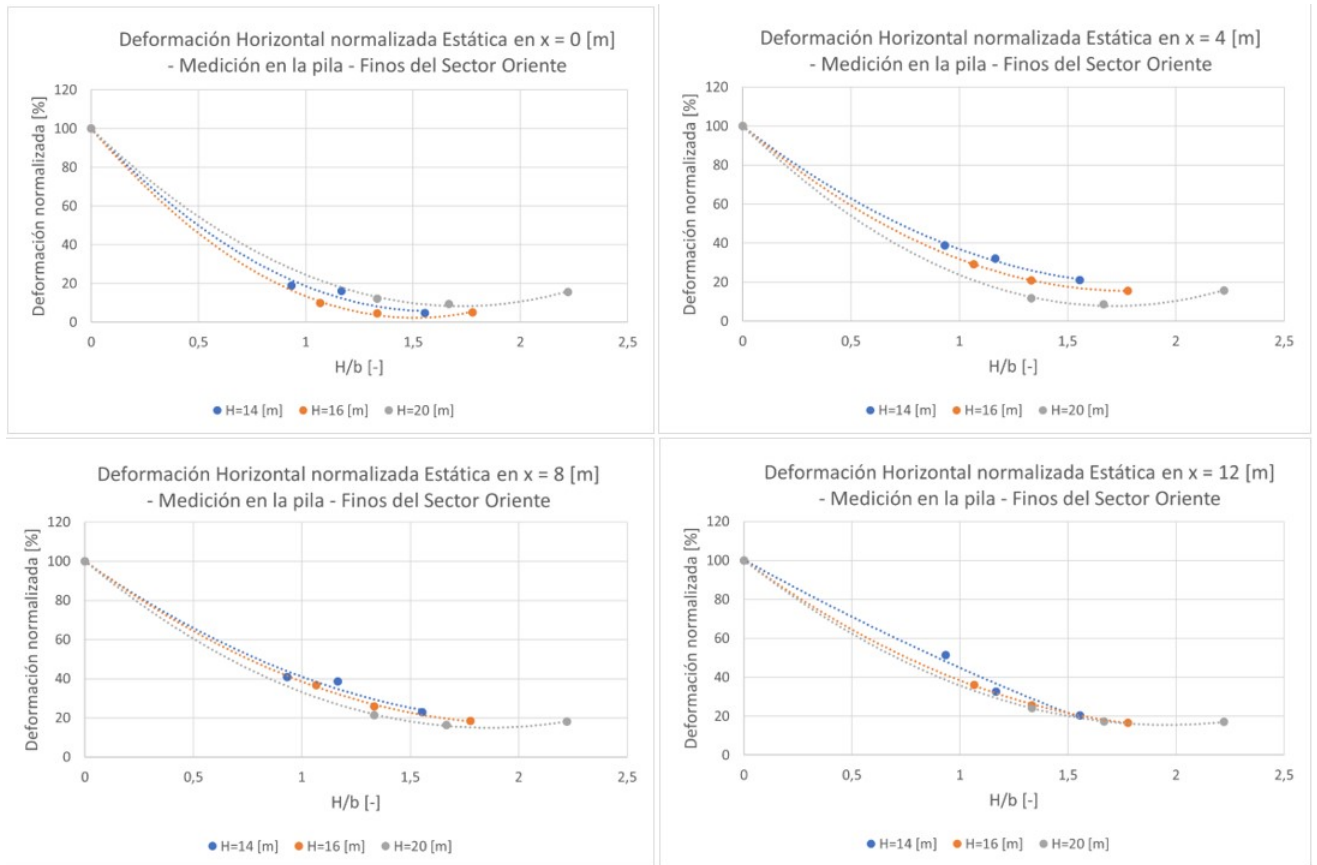 Deformación Horizontal normalizada Estática en x = 0 [m]
- Medición en la pila - Finos del Sector Oriente
Deformación normalizada [%]
120
100
80
60
40
20
0
0
0,5
1
1,5
2
2,5
H/b [-]
H=14 [m]
H=16 [m]
H=20 [m]
Deformación Horizontal normalizada Estática en x = 4 [m]
- Medición en la pila - Finos del Sector Oriente
Deformación normalizada [%]
120
100
80
60
40
20
0
0
0,5
1
1,5
2
2,5
H/b [-]
H=14 [m]
H=16 [m]
H=20 [m]
Deformación Horizontal normalizada Estática en x = 8 [m]
- Medición en la pila - Finos del Sector Oriente
Deformación normalizada [%]
120
100
80
60
40
20
0
0
0,5
1
1,5
2
2,5
H/b [-]
H=14 [m]
H=16 [m]
H=20 [m]
Deformación Horizontal normalizada Estática en x = 12 [m]
- Medición en la pila - Finos del Sector Oriente
Deformación normalizada [%]
120
100
80
60
40
20
0
0
0,5
1
1,5
2
2,5
H/b [-]
H=14 [m]
H=16 [m]
H=20 [m]